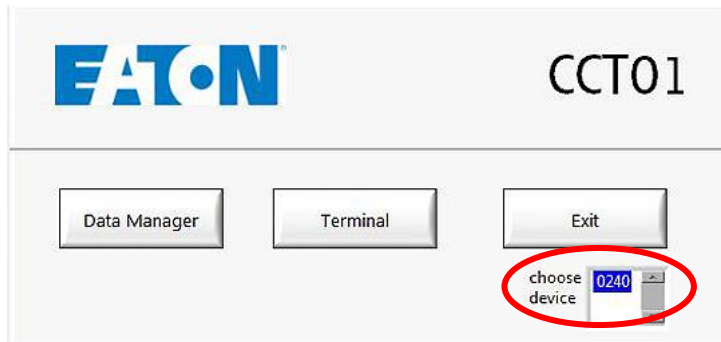 EATON®
CCT01
Data Manager
Terminal
Exit
choose
device
0240